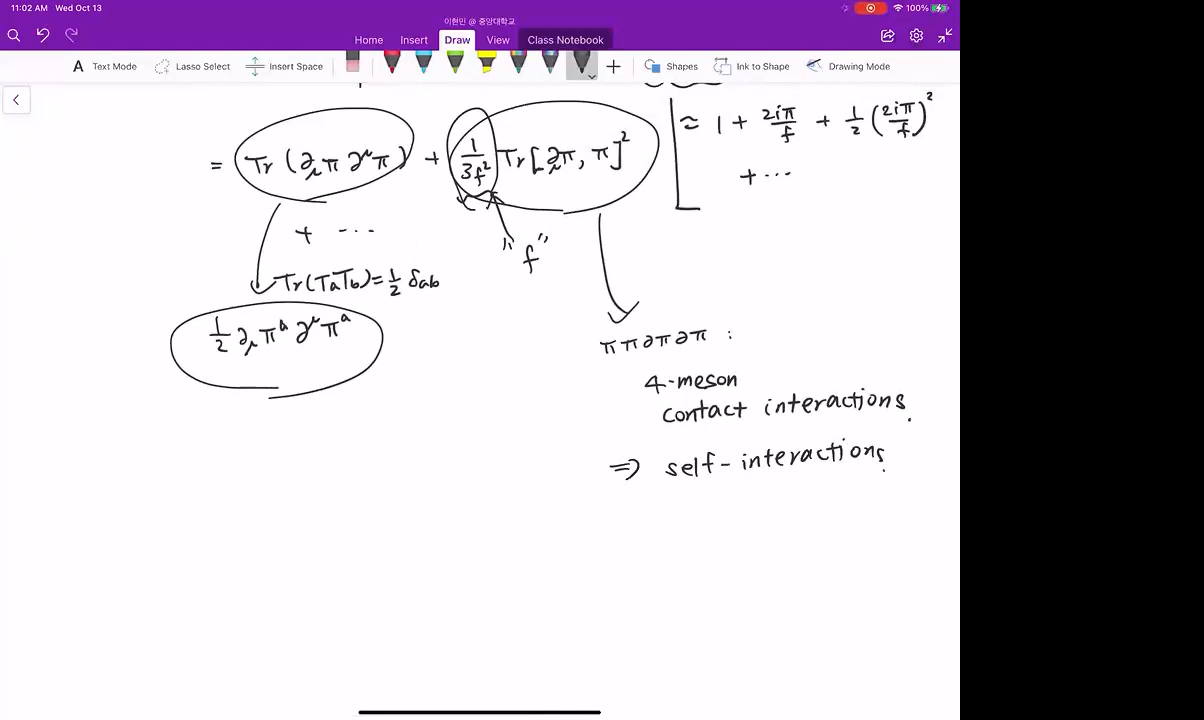 11:02 AM Wed Oct 13
100%
이현민 @ 중앙대학교
Home Insert Draw View Class Notebook
A Text Mode Lasso Select Insert Space Shapes Ink to Shape Drawing Mode
= Tr (∂μπ ∂^μπ) + 1/3f² Tr[∂μπ, π]²
≈ 1 + 2iπ/f + 1/2 (2iπ/f)²
+ ...
+ ...
"f"
Tr(TaTb) = 1/2 δab
1/2 ∂μπ^a ∂^μπ^a
ππ∂π∂π :
4-meson
contact interactions.
⇒ self-interactions.